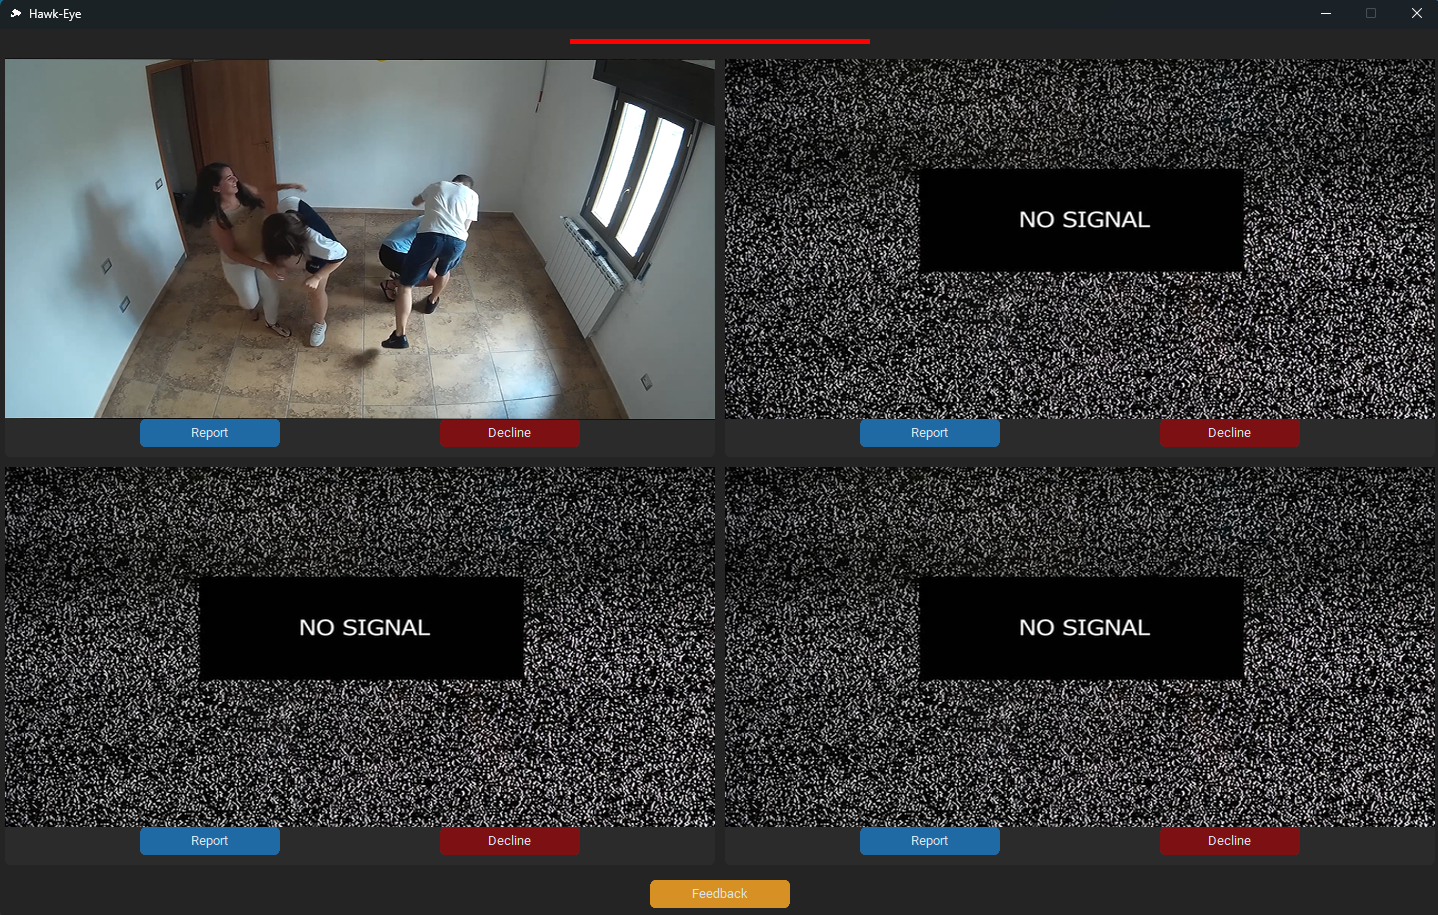 Hawk-Eye
NO SIGNAL
Report
Decline
Report
Decline
NO SIGNAL
NO SIGNAL
Report
Decline
Report
Decline
Feedback